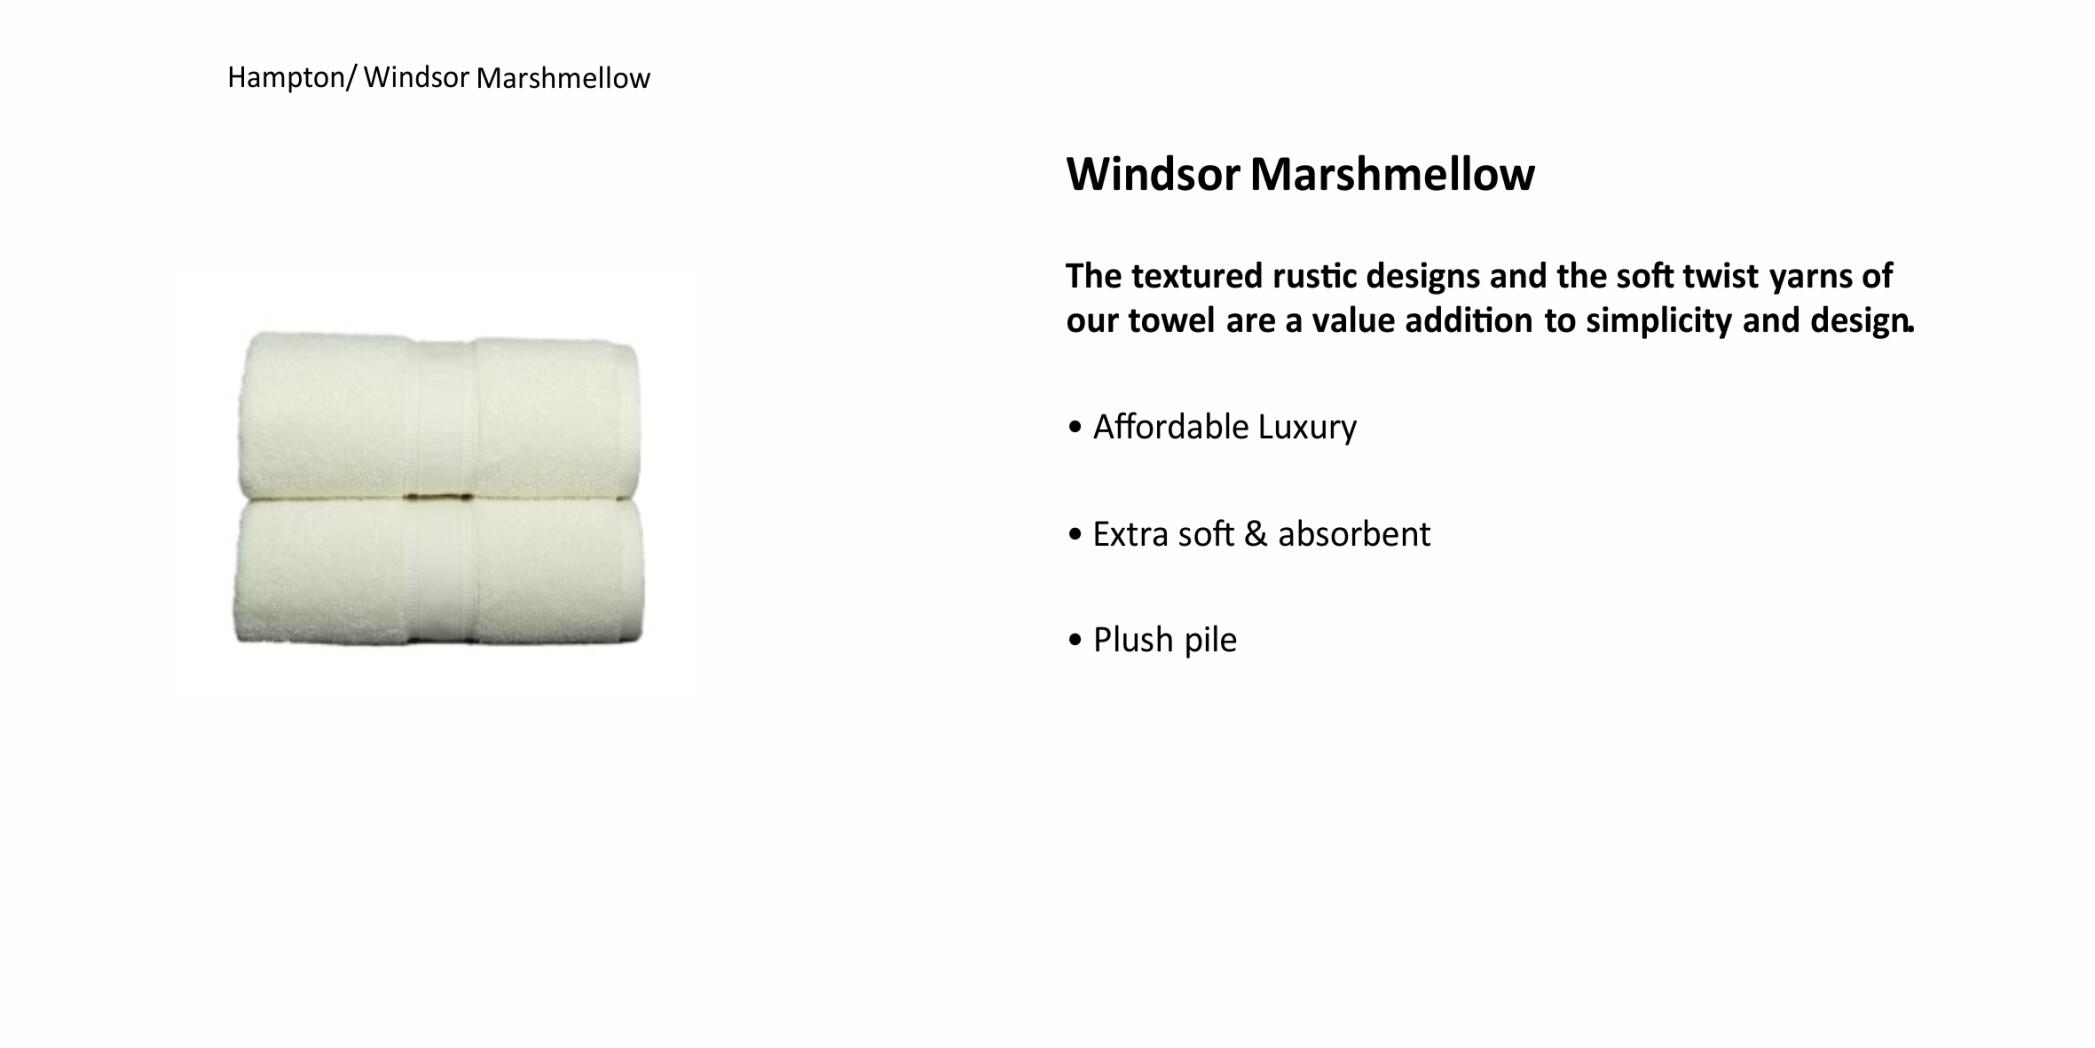 Hampton/ Windsor Marshmellow
Windsor Marshmellow
The textured rustic designs and the soft twist yarns of
our towel are a value addition to simplicity and design.
• Affordable Luxury
• Extra soft & absorbent
• Plush pile